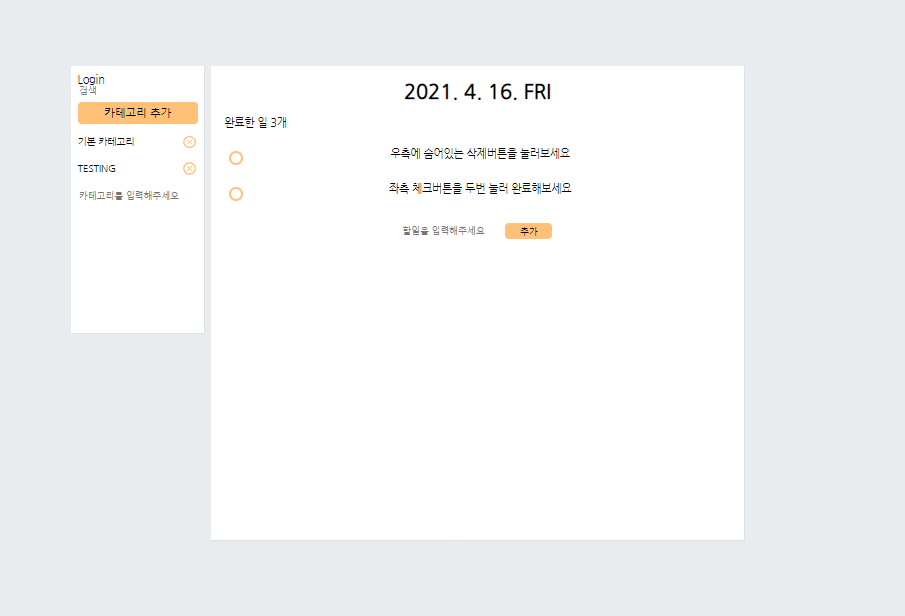 Login
검색
카테고리 추가
기본 카테고리
TESTING
카테고리를 입력해주세요
2021. 4. 16. FRI
완료한 일 3개
우측에 숨어있는 삭제버튼을 눌러보세요
좌측 체크버튼을 두번 눌러 완료해보세요
할일을 입력해주세요 추가